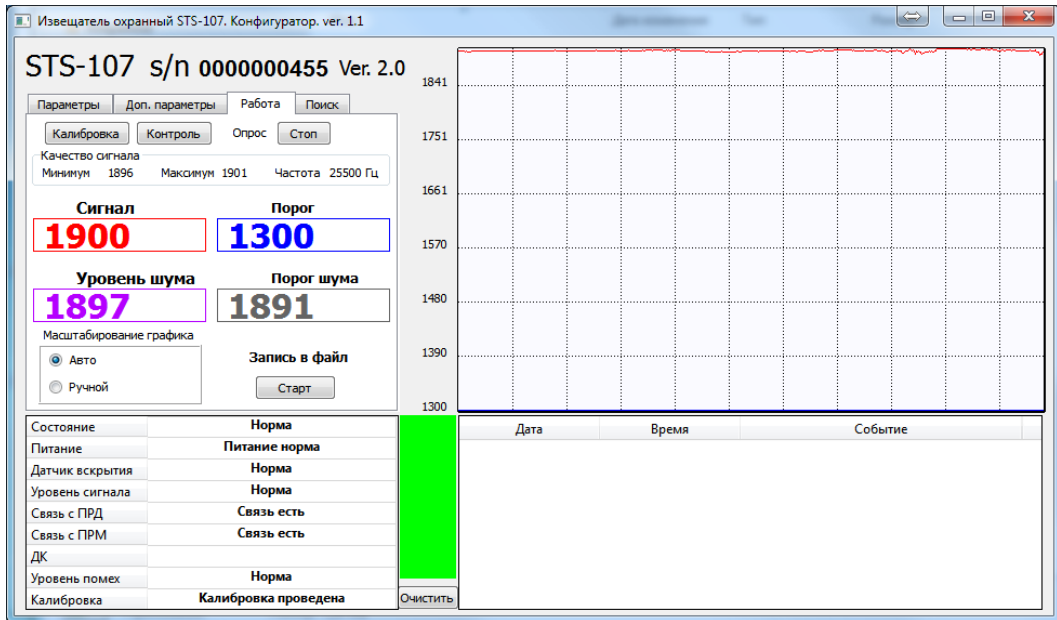 Извещатель охранный STS-107. Конфигуратор. ver. 1.1
STS-107 s/n 0000000455 Ver. 2.0
Параметры Доп. параметры Работа Поиск
Калибровка Контроль Опрос Стоп
Качество сигнала
Минимум 1896 Максимум 1901 Частота 25500 Гц
Сигнал Порог
1900 1300
Уровень шума Порог шума
1897 1891
Масштабирование графика
Авто Запись в файл
Ручной Старт
1841
1751
1661
1570
1480
1390
1300
Состояние Норма
Питание Питание норма
Датчик вскрытия Норма
Уровень сигнала Норма
Связь с ПРД Связь есть
Связь с ПРМ Связь есть
ДК
Уровень помех Норма
Калибровка Калибровка проведена
Очистить
Дата Время Событие